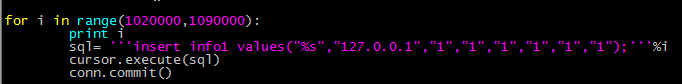 for i in range(1020000,1090000):
        print i
        sql= '''insert info1 values("%s","127.0.0.1","1","1","1","1","1","1");'''%i
        cursor.execute(sql)
        conn.commit()